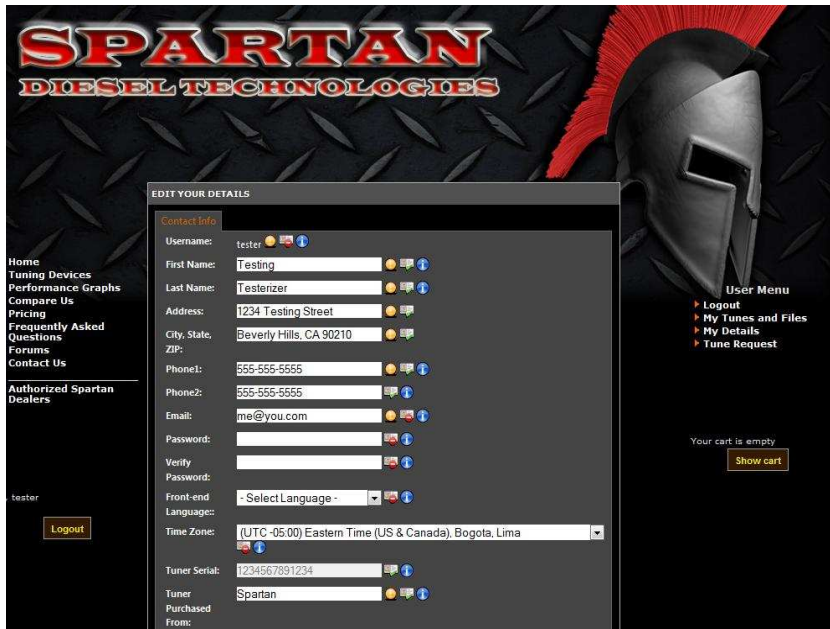 SPARTAN
DIESEL TECHNOLOGIES
EDIT YOUR DETAILS
Contact Info
Username: tester
First Name: Testing
Last Name: Testerizer
Address: 1234 Testing Street
City, State,
ZIP:
Beverly Hills, CA 90210
Phone1: 555-555-5555
Phone2: 555-555-5555
Email: me@you.com
Password:
Verify
Password:
Front-end
Language::
- Select Language -
Time Zone: (UTC -05:00) Eastern Time (US & Canada), Bogota, Lima
Tuner Serial: 1234567891234
Tuner
Purchased
From:
Spartan
Home
Tuning Devices
Performance Graphs
Compare Us
Pricing
Frequently Asked
Questions
Forums
Contact Us
Authorized Spartan
Dealers
, tester
Logout
User Menu
Logout
My Tunes and Files
My Details
Tune Request
Your cart is empty
Show cart